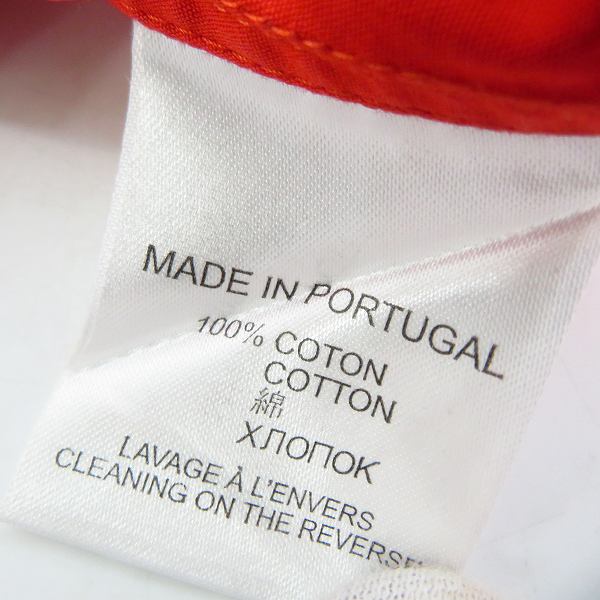 MADE IN PORTUGAL
100% COTON
COTTON
綿
ХЛОПОК
LAVAGE À L'ENVERS
CLEANING ON THE REVERSE